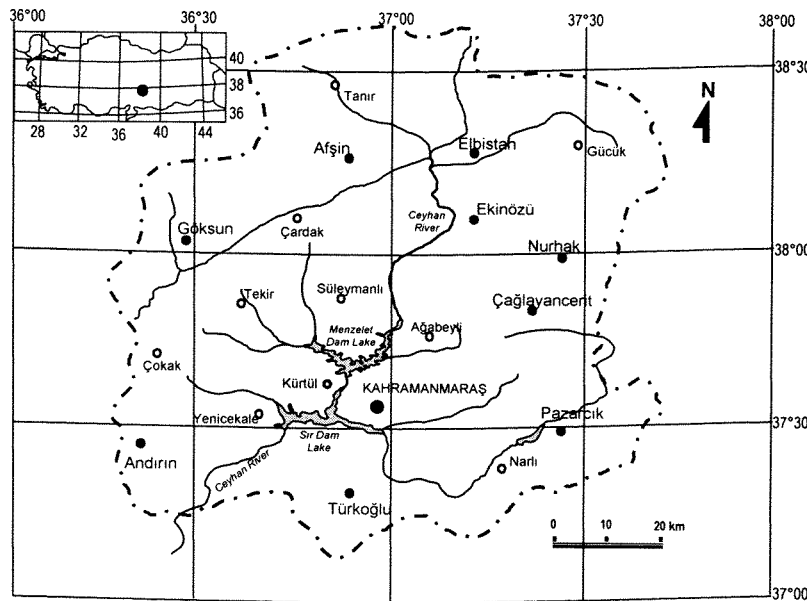 36°00
36°30
37°00
37°30
38°00
40
38
36
28
32
36
40
44
38°30
N
Tanır
Afşin
Elbistan
Gücük
Ceyhan
River
Ekinözü
Göksun
Çardak
Nurhak
38°00
Tekir
Süleymanlı
Çağlayancent
Menzelet
Dam Lake
Ağabeyli
Çokak
Kürtül
KAHRAMANMARAŞ
Yenicekale
Pazarcık
37°30
Sır Dam
Lake
Andırın
Ceyhan River
Narlı
Türkoğlu
0 10 20 km
37°00